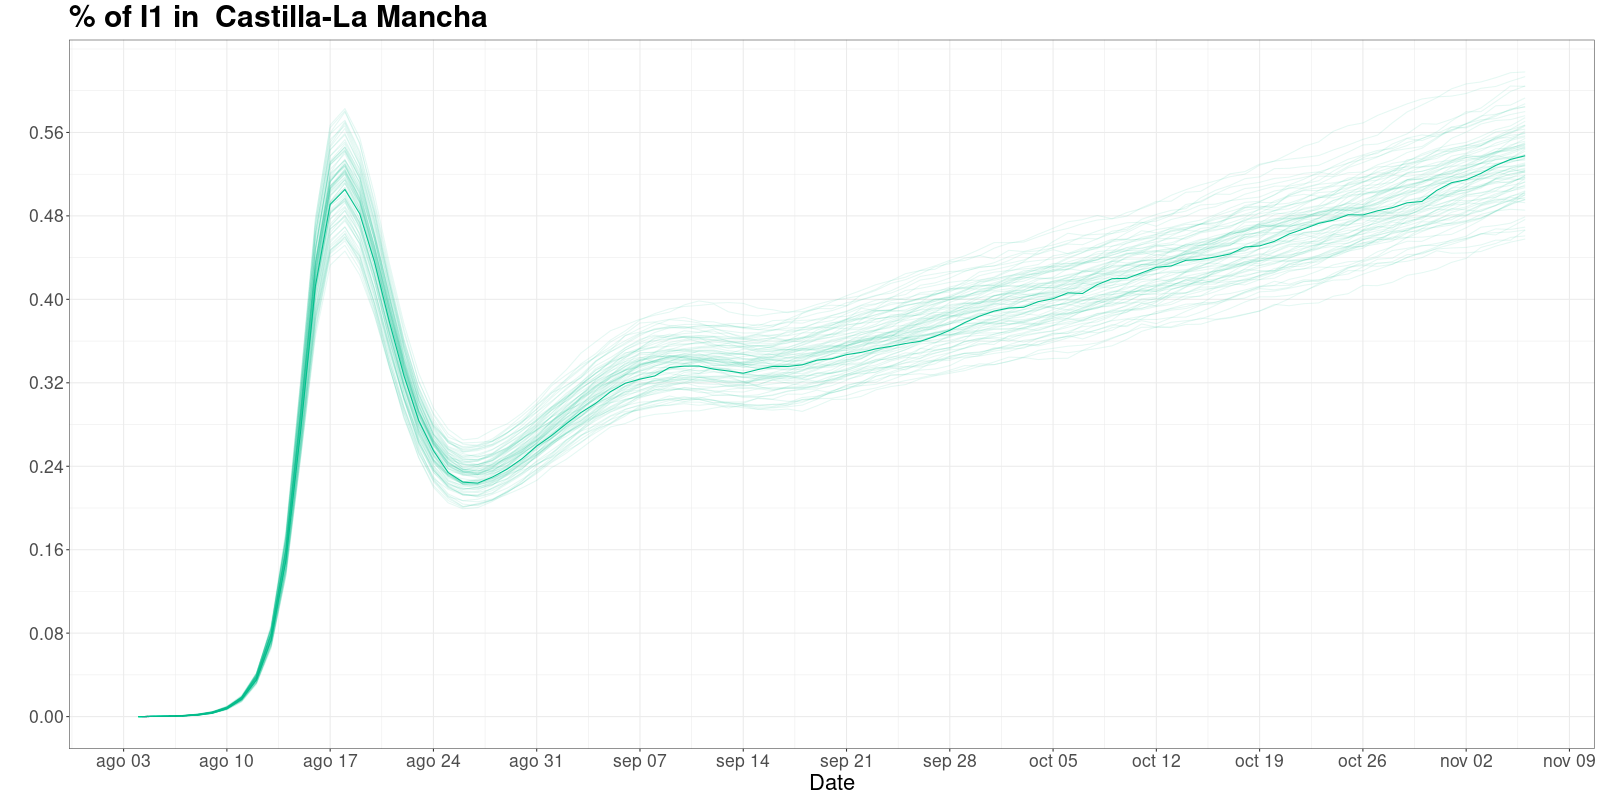 % of I1 in  Castilla-La Mancha
0.56
0.48
0.40
0.32
0.24
0.16
0.08
0.00
ago 03 ago 10 ago 17 ago 24 ago 31 sep 07 sep 14 sep 21 sep 28 oct 05 oct 12 oct 19 oct 26 nov 02 nov 09
Date